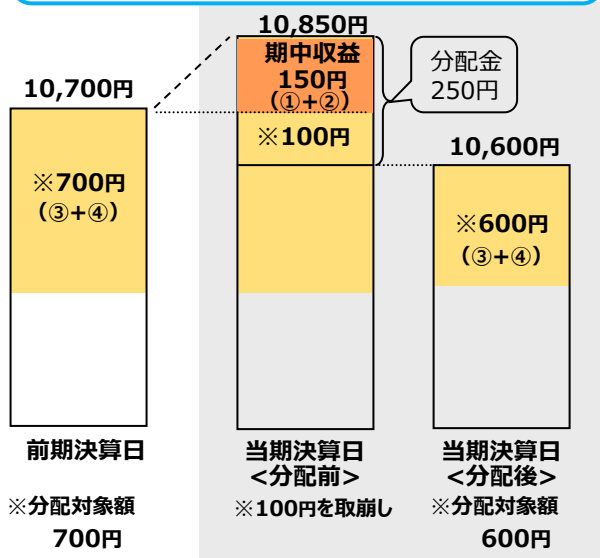 10,850円
期中収益
150円
(①+②)
分配金
250円
10,700円
※100円
10,600円
※700円
(③+④)
※600円
(③+④)
前期決算日
当期決算日
<分配前>
当期決算日
<分配後>
※分配対象額
700円
※100円を取崩し
※分配対象額
600円